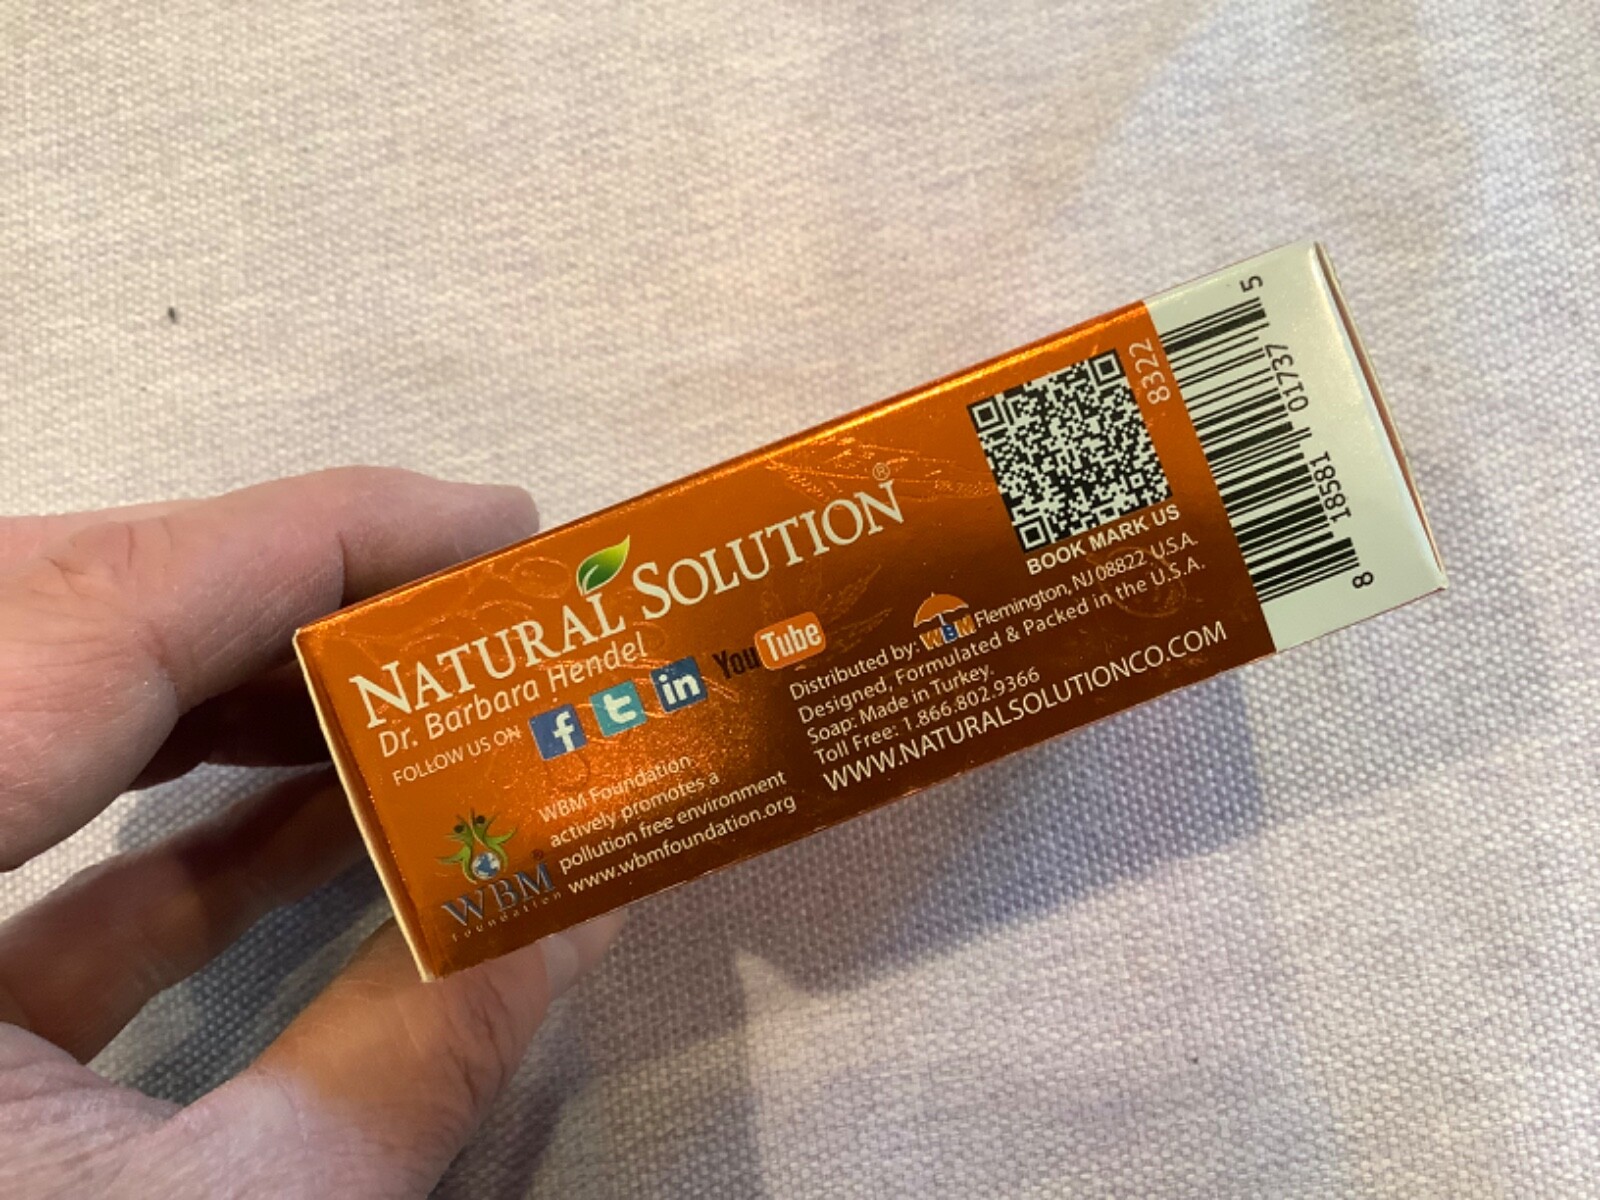 NATURAL SOLUTION®
Dr. Barbara Hendel
FOLLOW US ON f t in YouTube
WBM®
foundation
WBM Foundation
actively promotes a
pollution free environment
www.wbmfoundation.org
BOOK MARK US
8322
Distributed by: WBM Flemington, NJ 08822 U.S.A.
Designed, Formulated & Packed in the U.S.A.
Soap: Made in Turkey.
Toll Free: 1.866.802.9366
WWW.NATURALSOLUTIONCO.COM
8 18581 01737 5